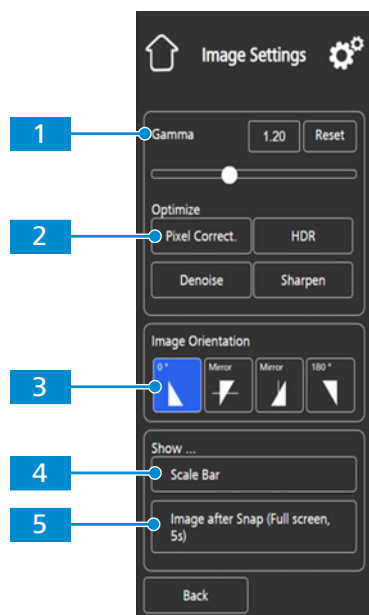 Image Settings
1
Gamma
1.20
Reset
Optimize
2
Pixel Correct.
HDR
Denoise
Sharpen
Image Orientation
3
0 °
Mirror
Mirror
180 °
Show ...
4
Scale Bar
5
Image after Snap (Full screen,
5s)
Back